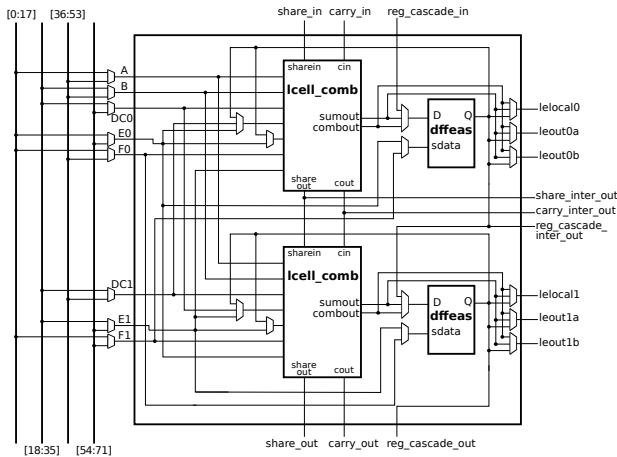 [0:17]
[36:53]
share_in
carry_in
reg_cascade_in
A
B
DC0
E0
F0
sharein
cin
lcell_comb
sumout
combout
share
out
cout
D
Q
dffeas
sdata
lelocal0
leout0a
leout0b
share_inter_out
carry_inter_out
reg_cascade_
inter_out
DC1
E1
F1
sharein
cin
lcell_comb
sumout
combout
share
out
cout
D
Q
dffeas
sdata
lelocal1
leout1a
leout1b
[18:35]
[54:71]
share_out
carry_out
reg_cascade_out